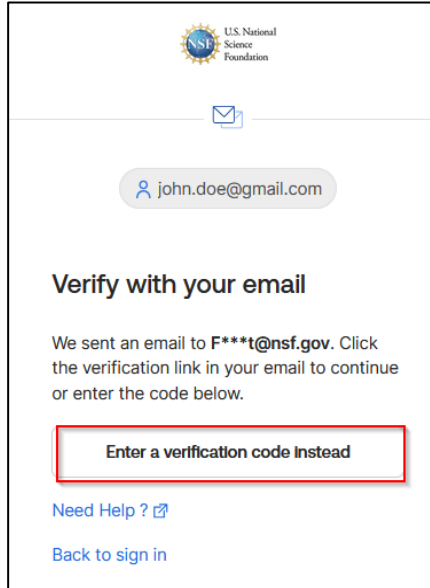 NSF
U.S. National
Science
Foundation
john.doe@gmail.com
Verify with your email
We sent an email to F***t@nsf.gov. Click
the verification link in your email to continue
or enter the code below.
Enter a verification code instead
Need Help ?
Back to sign in